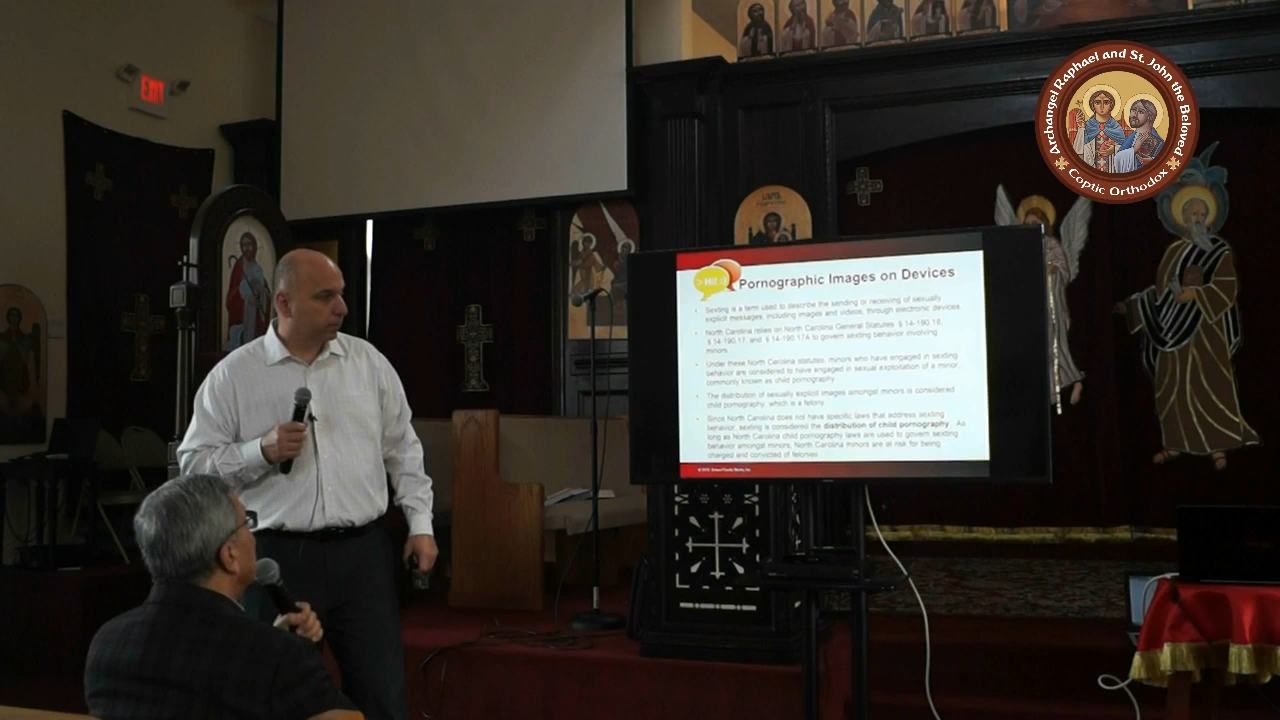 Exit
Archangel Raphael and St. John the Beloved
Coptic Orthodox
Pornographic Images on Devices
Sexting is a term used to describe the sending or receiving of sexually
explicit messages, including images and videos, through electronic devices.
North Carolina relies on North Carolina General Statutes § 14-190.16,
§ 14-190.17, and § 14-190.17A to govern sexting behavior involving
minors.
Under these North Carolina statutes, minors who have engaged in sexting
behavior are considered to have engaged in sexual exploitation of a minor,
commonly known as child pornography.
The distribution of sexually explicit images amongst minors is considered
child pornography, which is a felony.
Since North Carolina does not have specific laws that address sexting
behavior, sexting is considered the distribution of child pornography. As
long as North Carolina child pornography laws are used to govern sexting
behavior amongst minors, North Carolina minors are at risk for being
charged and convicted of felonies.